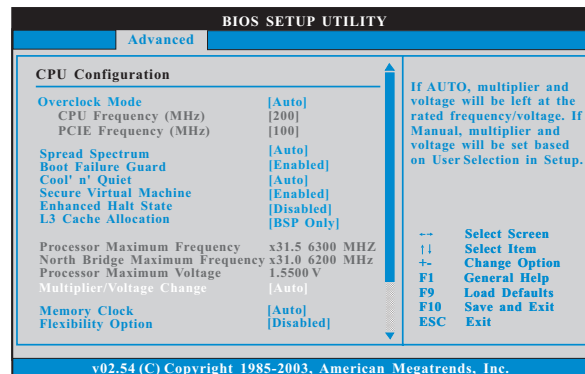 BIOS SETUP UTILITY
Advanced
CPU Configuration
Overclock Mode [Auto]
CPU Frequency (MHz) [200]
PCIE Frequency (MHz) [100]
Spread Spectrum [Auto]
Boot Failure Guard [Enabled]
Cool' n' Quiet [Auto]
Secure Virtual Machine [Enabled]
Enhanced Halt State [Disabled]
L3 Cache Allocation [BSP Only]
Processor Maximum Frequency x31.5 6300 MHZ
North Bridge Maximum Frequency x31.0 6200 MHz
Processor Maximum Voltage 1.5500 V
Multiplier/Voltage Change [Auto]
Memory Clock [Auto]
Flexibility Option [Disabled]
If AUTO, multiplier and
voltage will be left at the
rated frequency/voltage. If
Manual, multiplier and
voltage will be set based
on User Selection in Setup.
←→ Select Screen
↑↓ Select Item
+- Change Option
F1 General Help
F9 Load Defaults
F10 Save and Exit
ESC Exit
v02.54 (C) Copyright 1985-2003, American Megatrends, Inc.